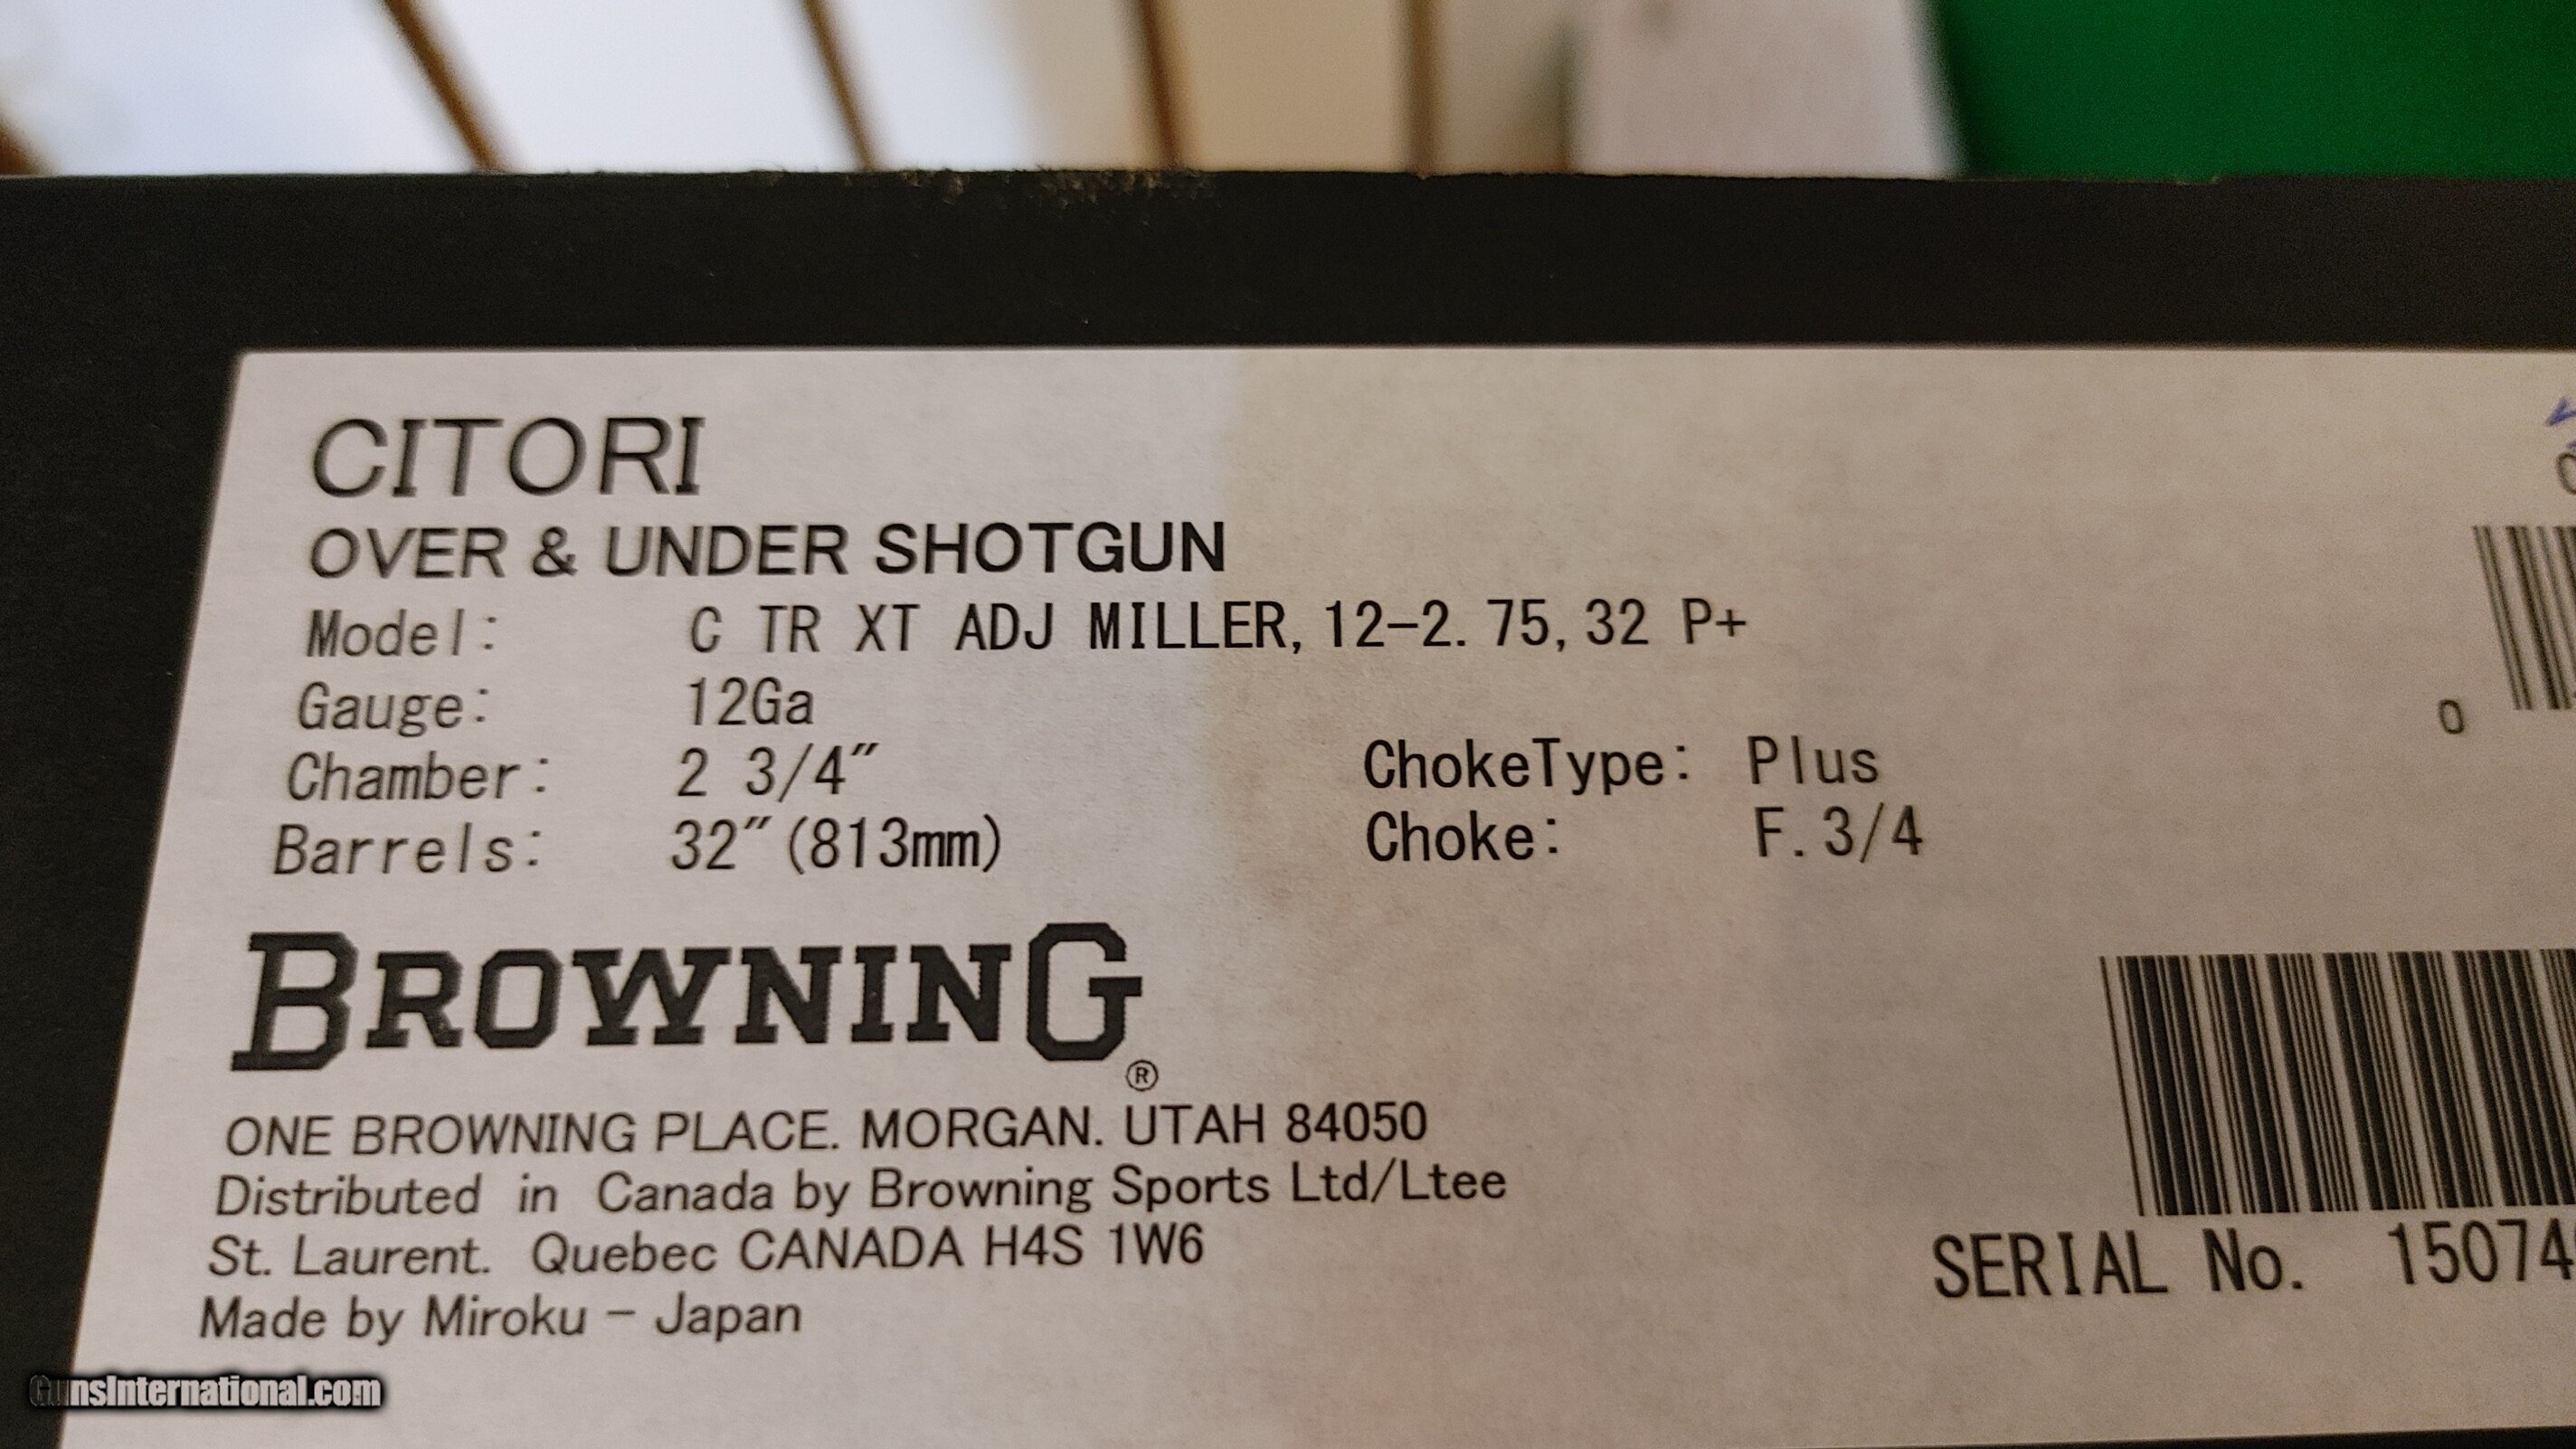 CITORI
OVER & UNDER SHOTGUN
Model: C TR XT ADJ MILLER, 12-2. 75, 32 P+
Gauge: 12Ga
Chamber: 2 3/4" ChokeType: Plus
Barrels: 32"(813mm) Choke: F. 3/4
0
BROWNING®
ONE BROWNING PLACE. MORGAN. UTAH 84050
Distributed in Canada by Browning Sports Ltd/Ltee
St. Laurent. Quebec CANADA H4S 1W6
Made by Miroku - Japan
SERIAL No. 15074
GunsInternational.com